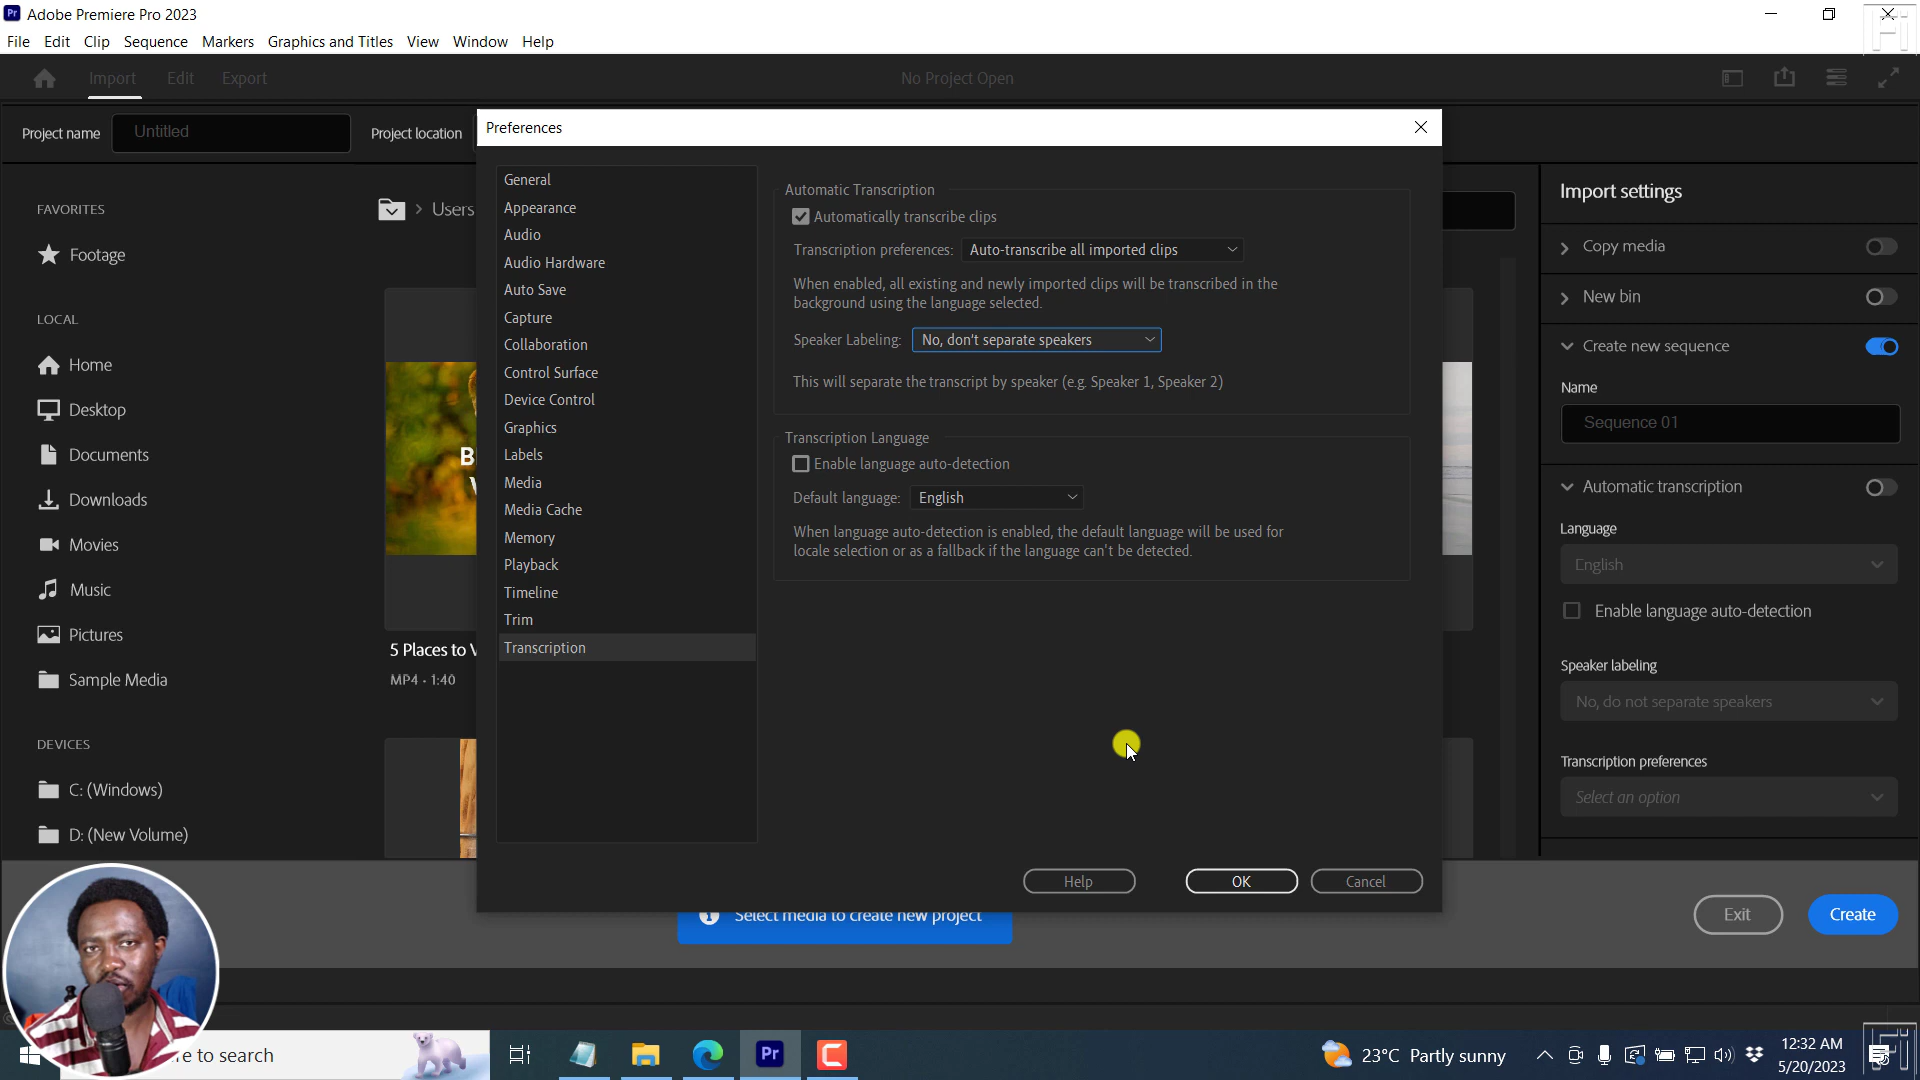 Pr Adobe Premiere Pro 2023
File Edit Clip Sequence Markers Graphics and Titles View Window Help
Import Edit Export No Project Open
Project name Untitled Project location
Preferences
FAVORITES
Footage
LOCAL
Home
Desktop
Documents
Downloads
Movies
Music
Pictures
Sample Media
DEVICES
C: (Windows)
D: (New Volume)
> Users
B
5 Places to V
MP4 • 1:40
General
Appearance
Audio
Audio Hardware
Auto Save
Capture
Collaboration
Control Surface
Device Control
Graphics
Labels
Media
Media Cache
Memory
Playback
Timeline
Trim
Transcription
Automatic Transcription
Automatically transcribe clips
Transcription preferences: Auto-transcribe all imported clips
When enabled, all existing and newly imported clips will be transcribed in the
background using the language selected.
Speaker Labeling: No, don't separate speakers
This will separate the transcript by speaker (e.g. Speaker 1, Speaker 2)
Transcription Language
Enable language auto-detection
Default language: English
When language auto-detection is enabled, the default language will be used for
locale selection or as a fallback if the language can't be detected.
Help OK Cancel
Import settings
Copy media
New bin
Create new sequence
Name
Sequence 01
Automatic transcription
Language
English
Enable language auto-detection
Speaker labeling
No, do not separate speakers
Transcription preferences
Select an option
Select media to create new project
Exit Create
re to search
Pr
23°C Partly sunny
12:32 AM
5/20/2023